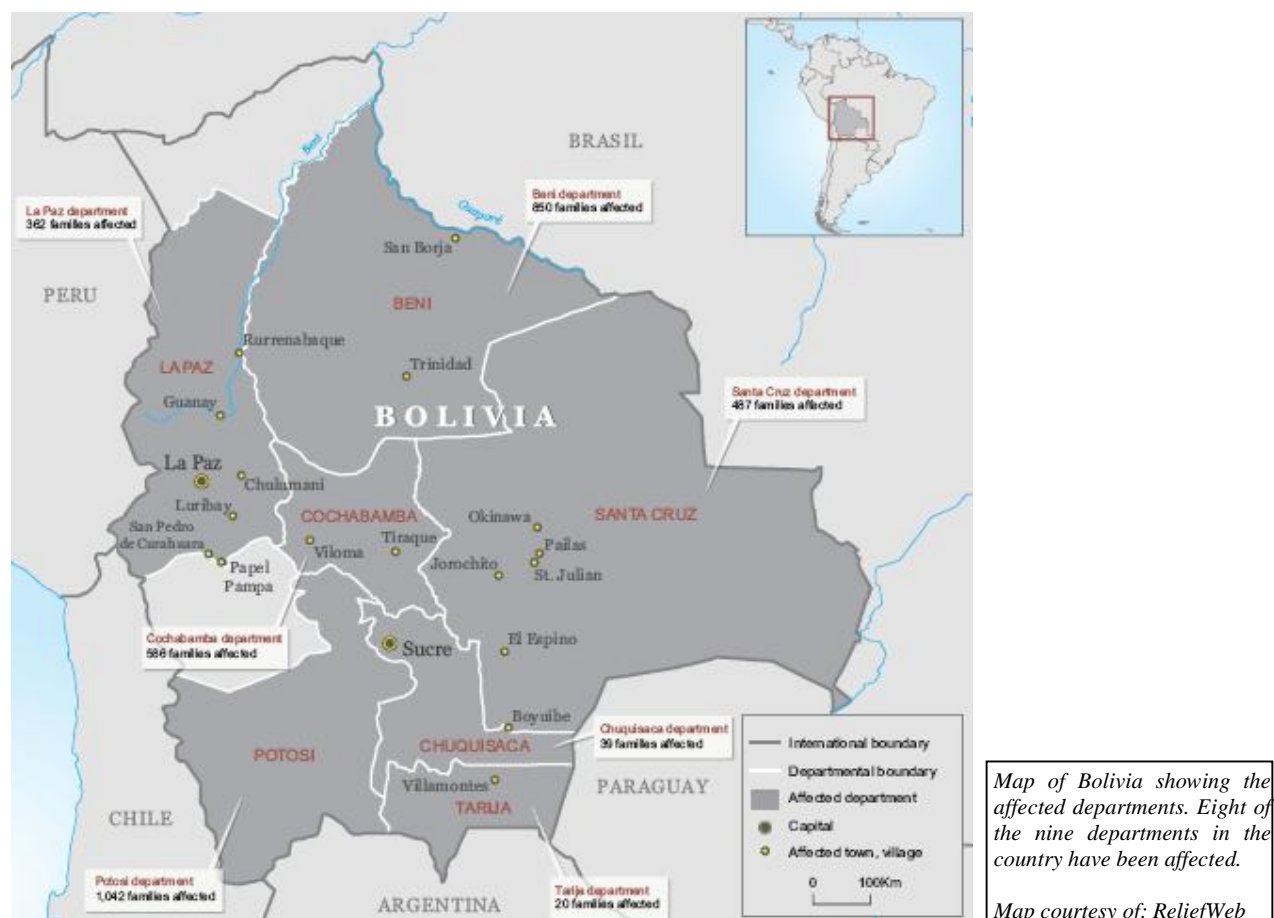 BRASIL
La Paz department
362 families affected
Beni department
850 families affected
Beni
Guaporé
San Borja
PERU
BENI
Rurrenabaque
LA PAZ
Trinidad
Guanay
BOLIVIA
Santa Cruz department
487 families affected
La Paz
Chulumani
Luribay
COCHABAMBA
Okinawa
SANTA CRUZ
San Pedro
de Curahuara
Viloma
Tiraque
Pailas
Jorochito
St. Julian
Papel
Pampa
Cochabamba department
586 families affected
Sucre
El Espino
Boyuibe
Chuquisaca department
39 families affected
POTOSI
CHUQUISACA
Villamontes
TARIJA
PARAGUAY
CHILE
Potosi department
1,042 families affected
ARGENTINA
Tarija department
20 families affected
International boundary
Departmental boundary
Affected department
Capital
Affected town, village
0 100Km
Map of Bolivia showing the
affected departments. Eight of
the nine departments in the
country have been affected.
Map courtesy of: ReliefWeb